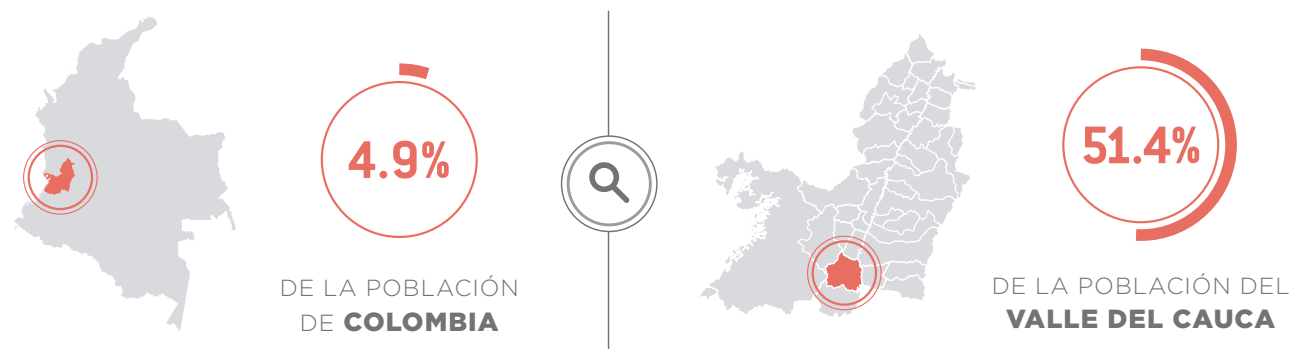 4.9%
DE LA POBLACIÓN
DE COLOMBIA
51.4%
DE LA POBLACIÓN DEL
VALLE DEL CAUCA